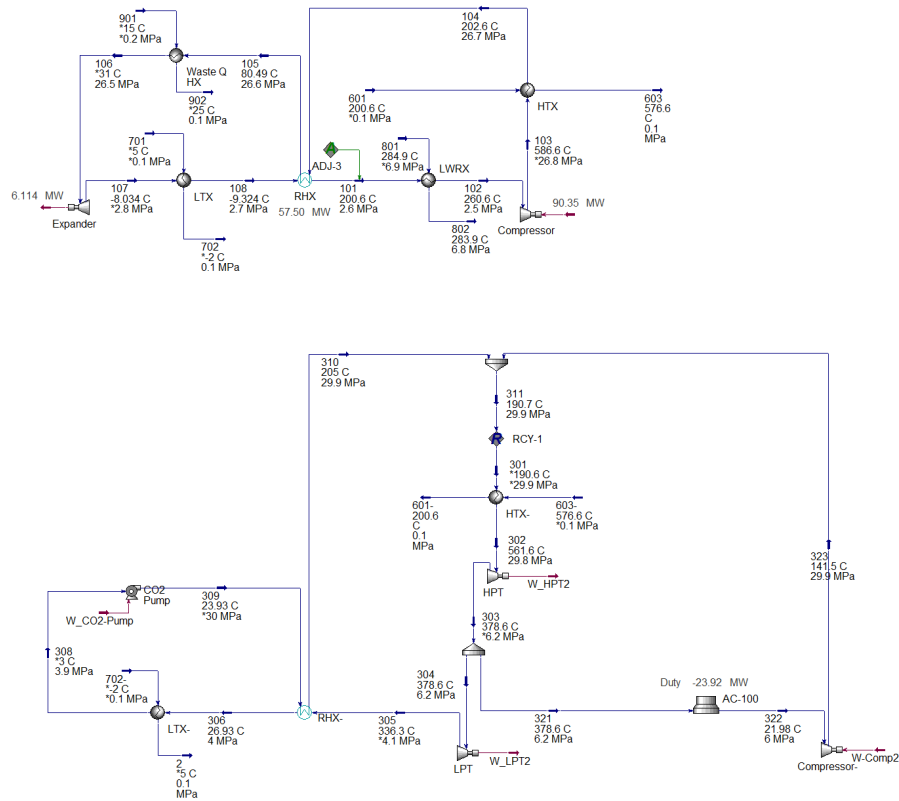 901
*15 C
*0.2 MPa
104
202.6 C
26.7 MPa
106
*31 C
26.5 MPa
Waste Q
HX
105
80.49 C
26.6 MPa
902
*25 C
0.1 MPa
601
200.6 C
*0.1 MPa
HTX
603
576.6
C
0.1
MPa
701
*5 C
*0.1 MPa
A
ADJ-3
801
284.9 C
*6.9 MPa
103
586.6 C
*26.8 MPa
LWRX
6.114 MW
Expander
107
-8.034 C
*2.8 MPa
LTX
108
-9.324 C
2.7 MPa
RHX
57.50 MW
101
200.6 C
2.6 MPa
102
260.6 C
2.5 MPa
90.35 MW
Compressor
702
*-2 C
0.1 MPa
802
283.9 C
6.8 MPa
310
205 C
29.9 MPa
311
190.7 C
29.9 MPa
R
RCY-1
301
*190.6 C
*29.9 MPa
601-
200.6
C
0.1
MPa
HTX-
603-
576.6 C
*0.1 MPa
302
561.6 C
29.8 MPa
323
141.5 C
29.9 MPa
HPT
W_HPT2
CO2
Pump
W_CO2-Pump
309
23.93 C
*30 MPa
303
378.6 C
*6.2 MPa
308
*3 C
3.9 MPa
702-
*-2 C
*0.1 MPa
304
378.6 C
6.2 MPa
Duty -23.92 MW
AC-100
LTX-
306
26.93 C
4 MPa
RHX-
305
336.3 C
*4.1 MPa
321
378.6 C
6.2 MPa
322
21.98 C
6 MPa
2
*5 C
0.1
MPa
LPT
W_LPT2
Compressor-
W-Comp2